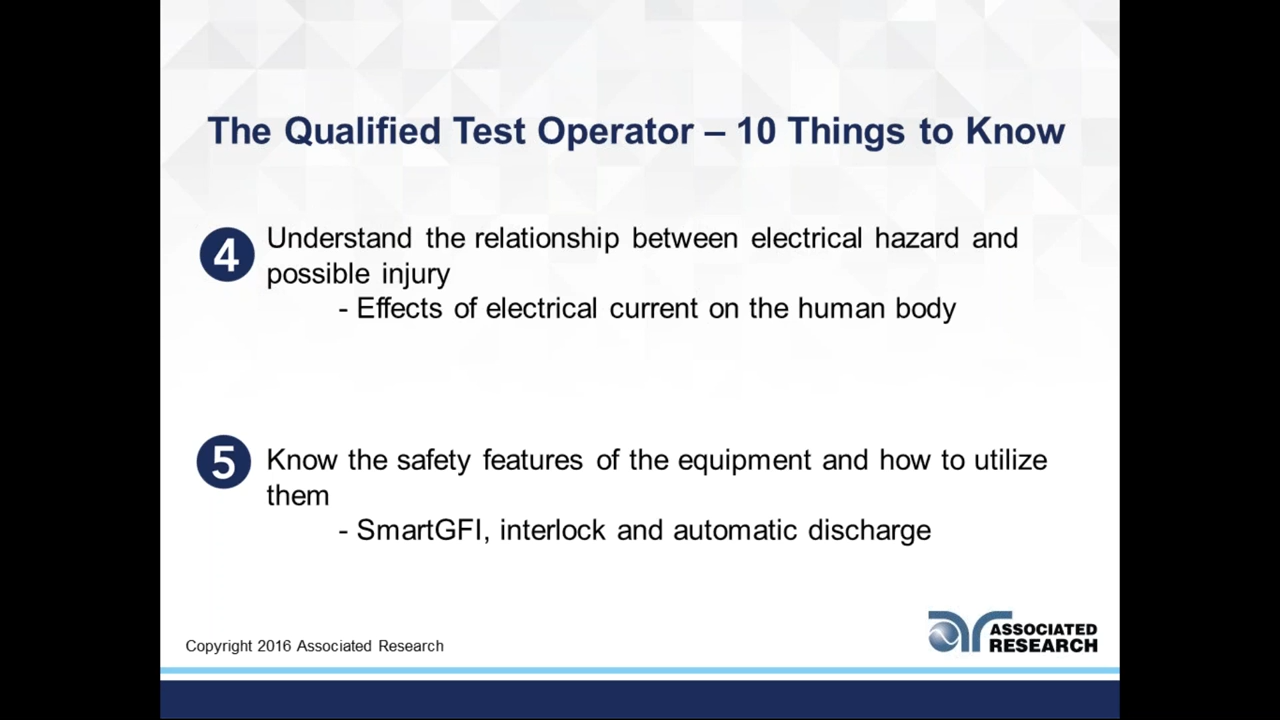 The Qualified Test Operator – 10 Things to Know
4 Understand the relationship between electrical hazard and
possible injury
- Effects of electrical current on the human body
5 Know the safety features of the equipment and how to utilize
them
- SmartGFI, interlock and automatic discharge
Copyright 2016 Associated Research
ar ASSOCIATED
RESEARCH